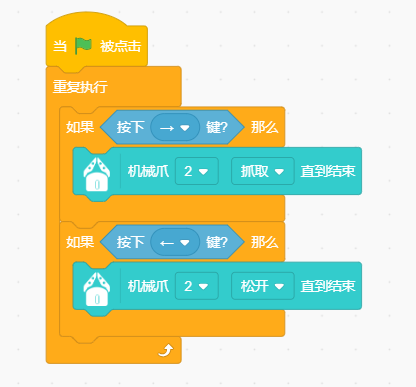 当 被点击
重复执行
如果 按下 → 键? 那么
机械爪 2 抓取 直到结束
如果 按下 ← 键? 那么
机械爪 2 松开 直到结束